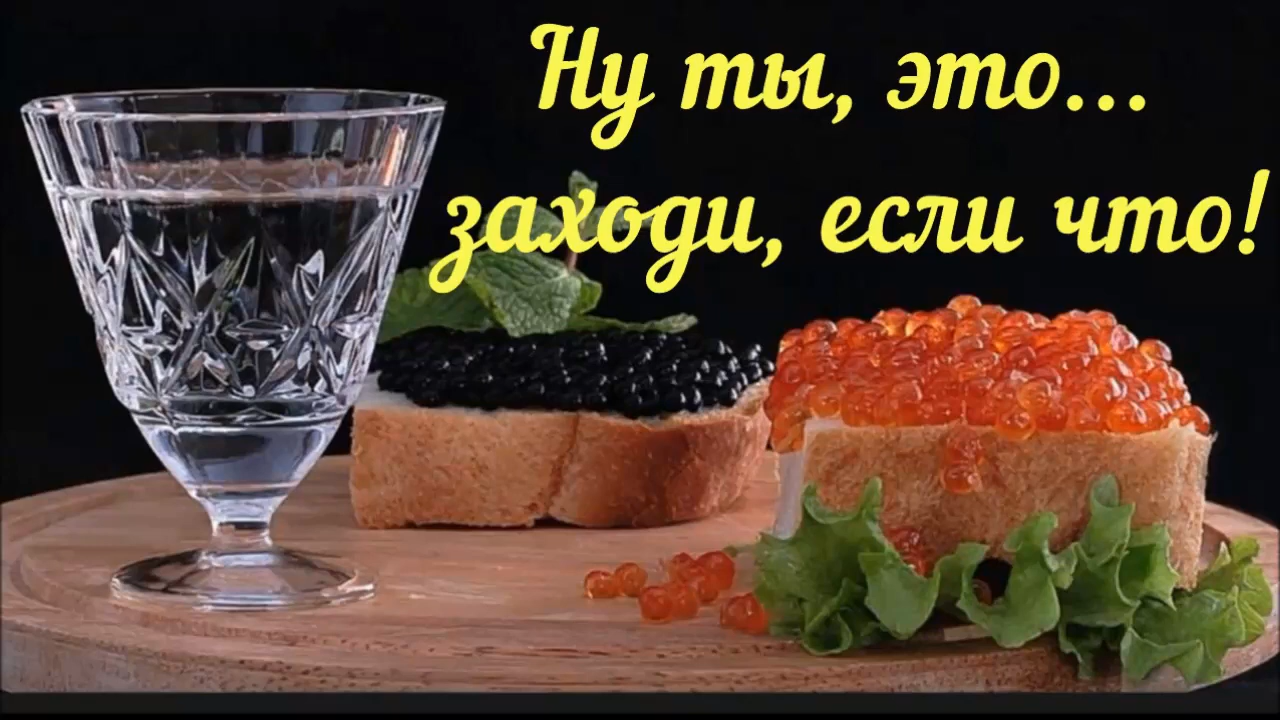 Ну ты, это...
заходи, если что!